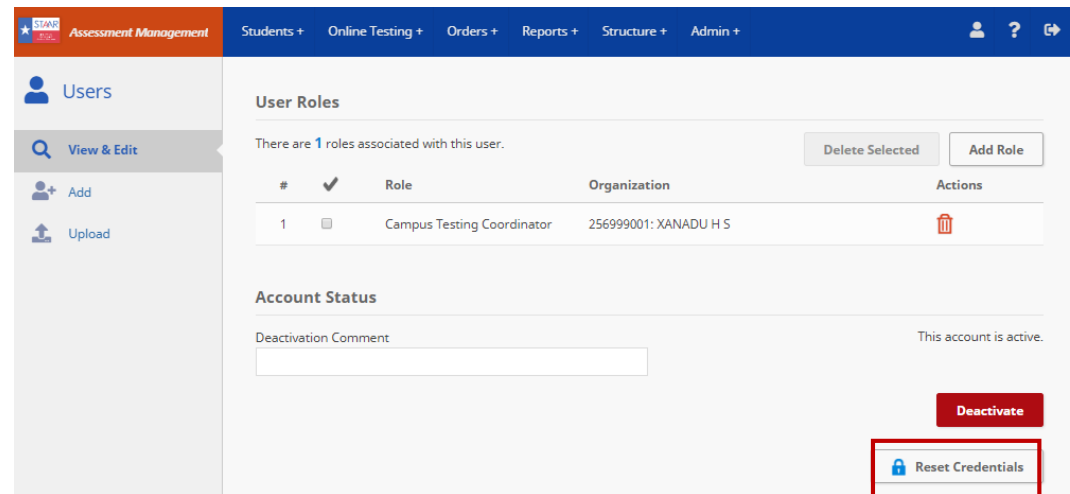 STAAR Assessment Management Students + Online Testing + Orders + Reports + Structure + Admin + ?
Users
View & Edit
Add
Upload
User Roles
There are 1 roles associated with this user.
Delete Selected Add Role
# Role Organization Actions
1 Campus Testing Coordinator 256999001: XANADU H S
Account Status
Deactivation Comment This account is active.
Deactivate
Reset Credentials